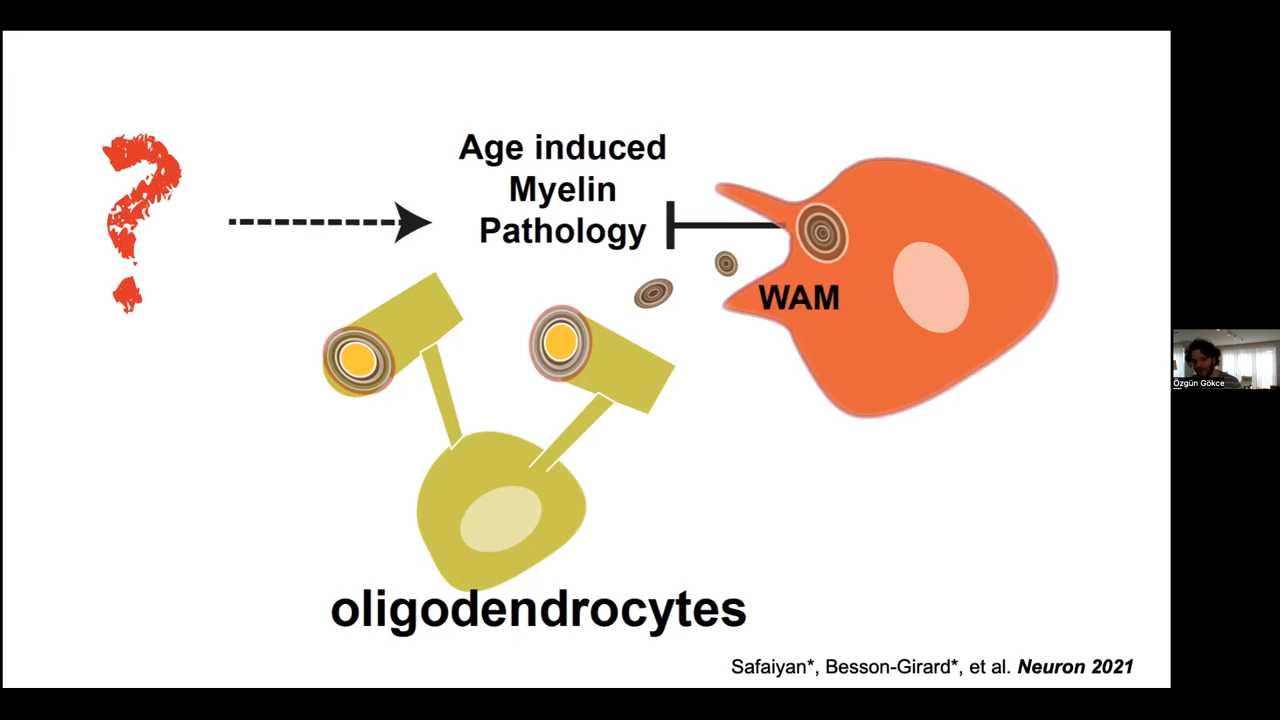 ?
Age induced
Myelin
Pathology
WAM
oligodendrocytes
Safaiyan*, Besson-Girard*, et al. Neuron 2021
Özgün Gökce